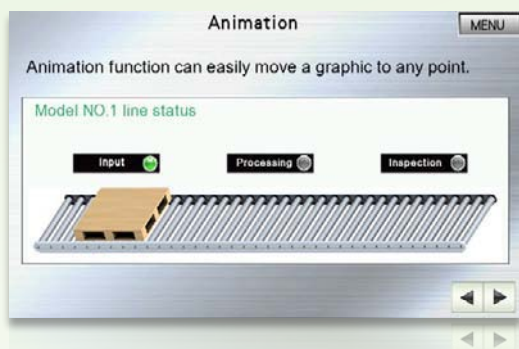 Animation
MENU
Animation function can easily move a graphic to any point.
Model NO.1 line status
Input
Processing
Inspection